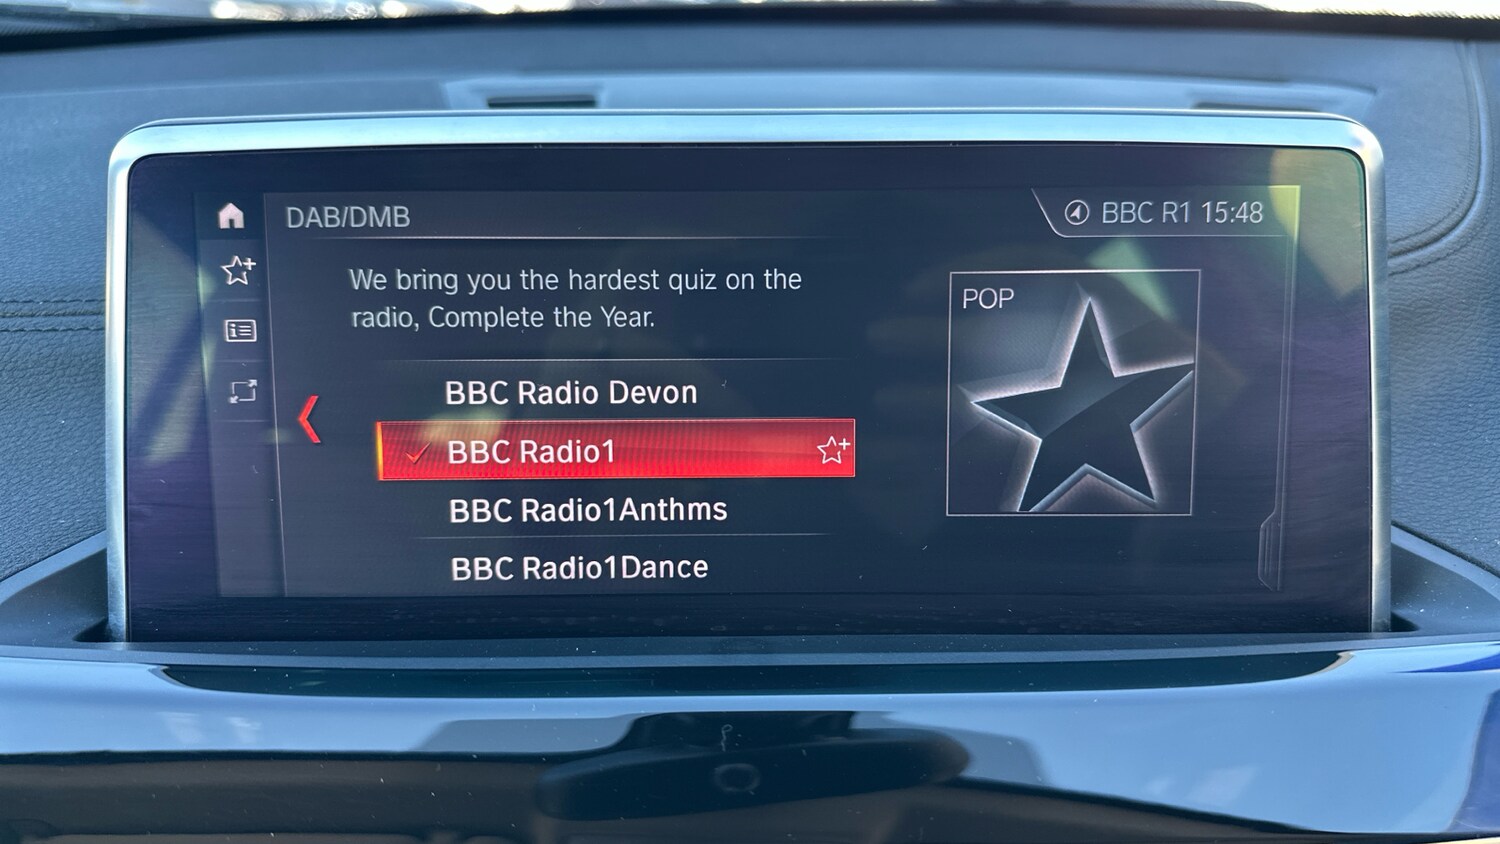 DAB/DMB
BBC R1 15:48
We bring you the hardest quiz on the
radio, Complete the Year.
POP
BBC Radio Devon
BBC Radio1
BBC Radio1Anthms
BBC Radio1Dance